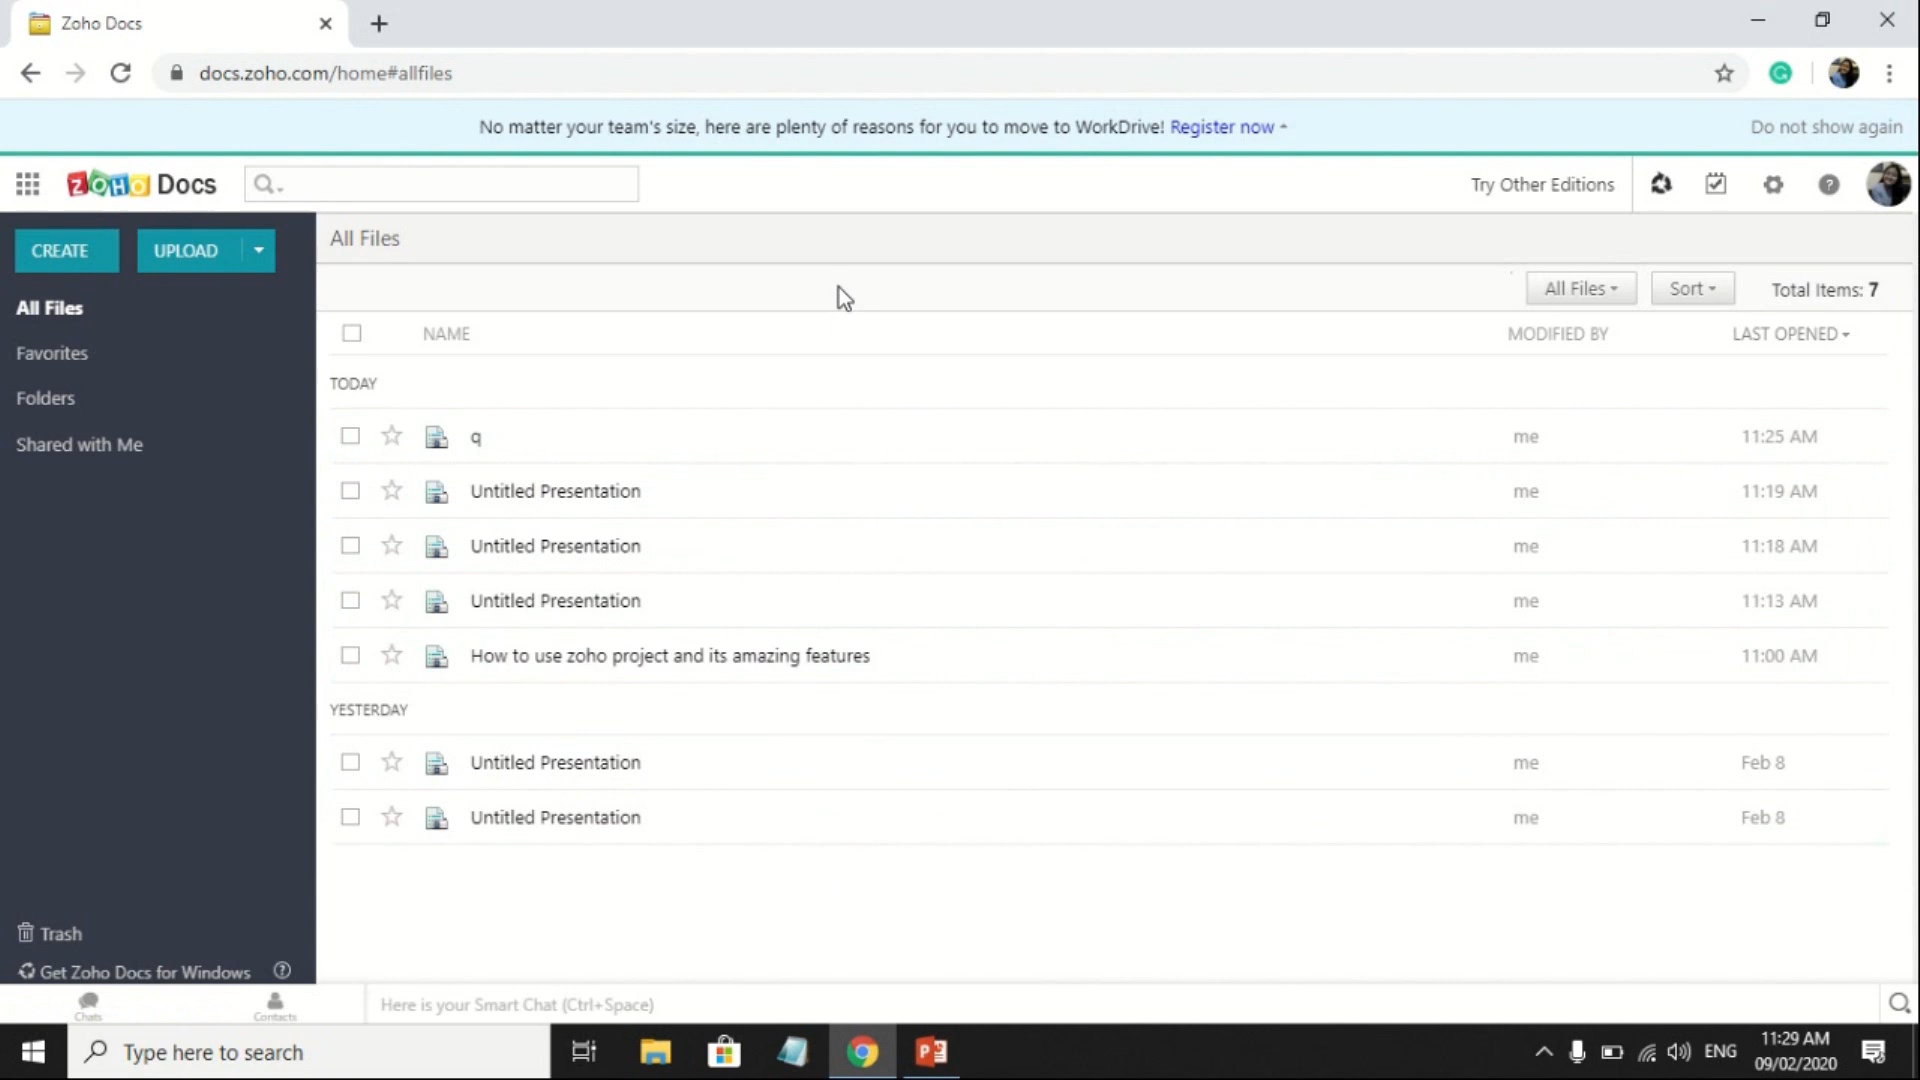 Zoho Docs
docs.zoho.com/home#allfiles
No matter your team's size, here are plenty of reasons for you to move to WorkDrive! Register now
Do not show again
ZOHO Docs
Try Other Editions
CREATE
UPLOAD
All Files
Favorites
Folders
Shared with Me
All Files
All Files
Sort
Total Items: 7
NAME MODIFIED BY LAST OPENED
TODAY
q me 11:25 AM
Untitled Presentation me 11:19 AM
Untitled Presentation me 11:18 AM
Untitled Presentation me 11:13 AM
How to use zoho project and its amazing features me 11:00 AM
YESTERDAY
Untitled Presentation me Feb 8
Untitled Presentation me Feb 8
Trash
Get Zoho Docs for Windows
Chats
Contacts
Here is your Smart Chat (Ctrl+Space)
Type here to search
ENG
11:29 AM
09/02/2020